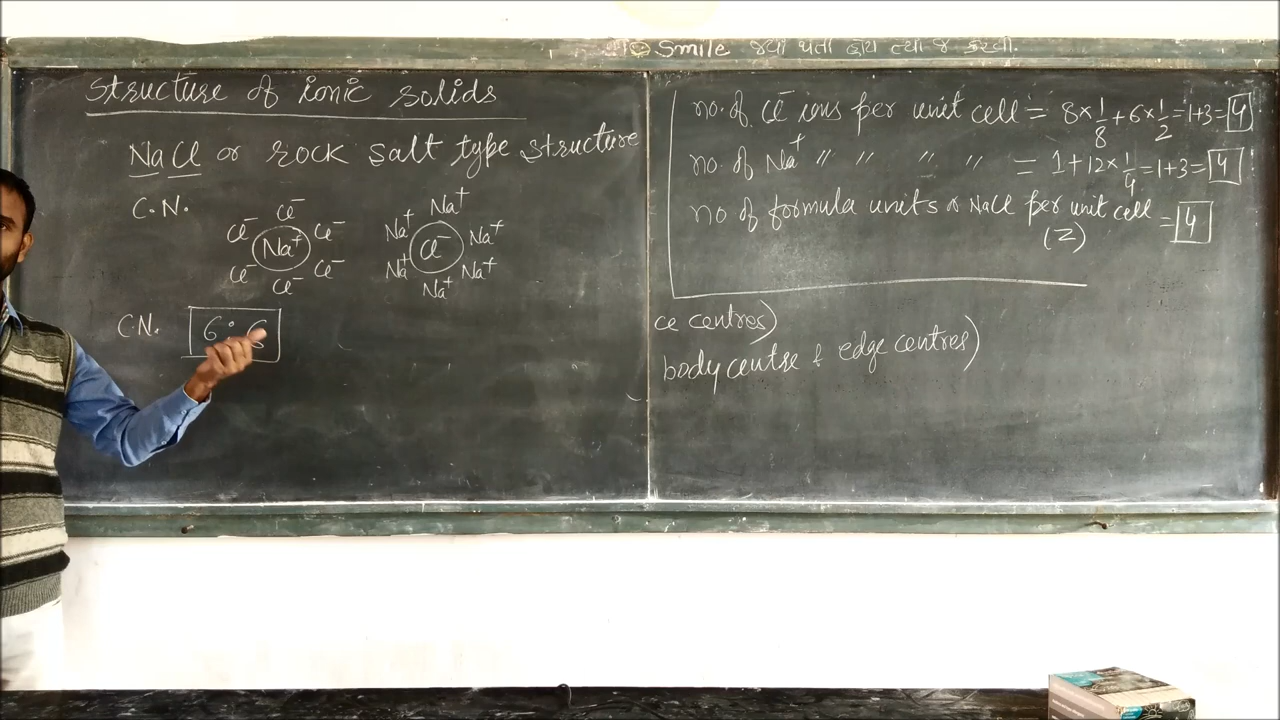 Smile
Structure of ionic solids
NaCl or rock salt type structure
C.N.
Cl⁻
Cl⁻ Na⁺ Cl⁻
Cl⁻ Cl⁻
Cl⁻
Na⁺
Na⁺ Cl⁻ Na⁺
Na⁺ Na⁺
Na⁺
C.N. 6 : 6
no. of Cl⁻ ions per unit cell = 8 × 1/8 + 6 × 1/2 = 1+3 = 4
no. of Na⁺ " " " " = 1 + 12 × 1/4 = 1+3 = 4
no of formula units of NaCl per unit cell = 4
(Z)
ce centres)
body centre & edge centres)